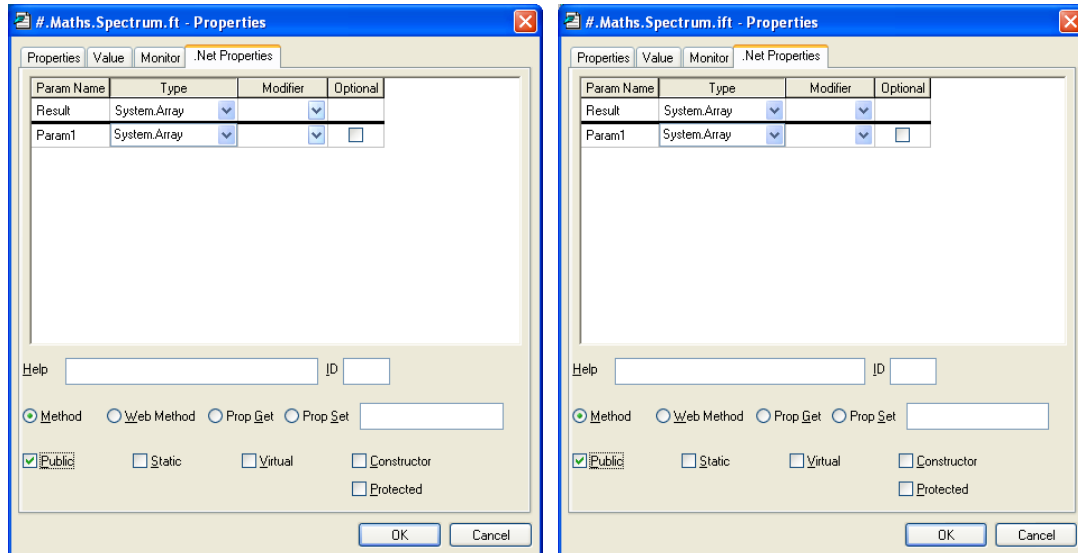 #.Maths.Spectrum.ft - Properties
Properties Value Monitor .Net Properties
Param Name Type Modifier Optional
Result System.Array
Param1 System.Array
Help ID
Method Web Method Prop Get Prop Set
Public Static Virtual Constructor
Protected
OK Cancel
#.Maths.Spectrum.ift - Properties
Properties Value Monitor .Net Properties
Param Name Type Modifier Optional
Result System.Array
Param1 System.Array
Help ID
Method Web Method Prop Get Prop Set
Public Static Virtual Constructor
Protected
OK Cancel